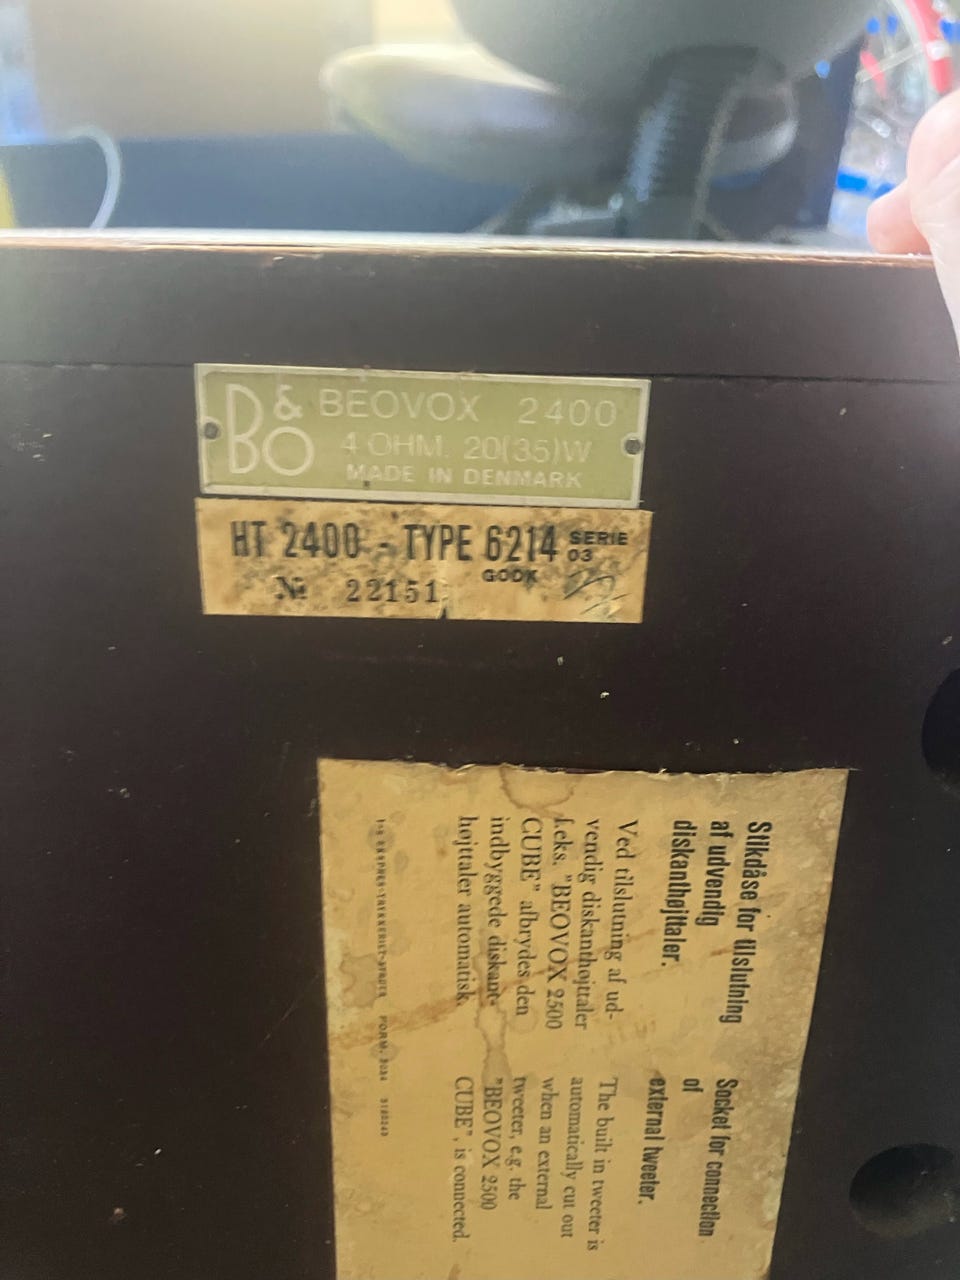 B&O BEOVOX 2400
4 OHM. 20(35)W
MADE IN DENMARK
HT 2400 - TYPE 6214 SERIE 03
GODK
№ 22151
Stikdåse for tilslutning
af udvendig
diskanthøjttaler.
Ved tilslutning af ud-
vendig diskanthøjttaler
f.eks. "BEOVOX 2500
CUBE" afbrydes den
indbyggede diskant-
højttaler automatisk.
Socket for connection
of
external tweeter.
The built in tweeter is
automatically cut out
when an external
tweeter, e.g. the
"BEOVOX 2500
CUBE", is connected.